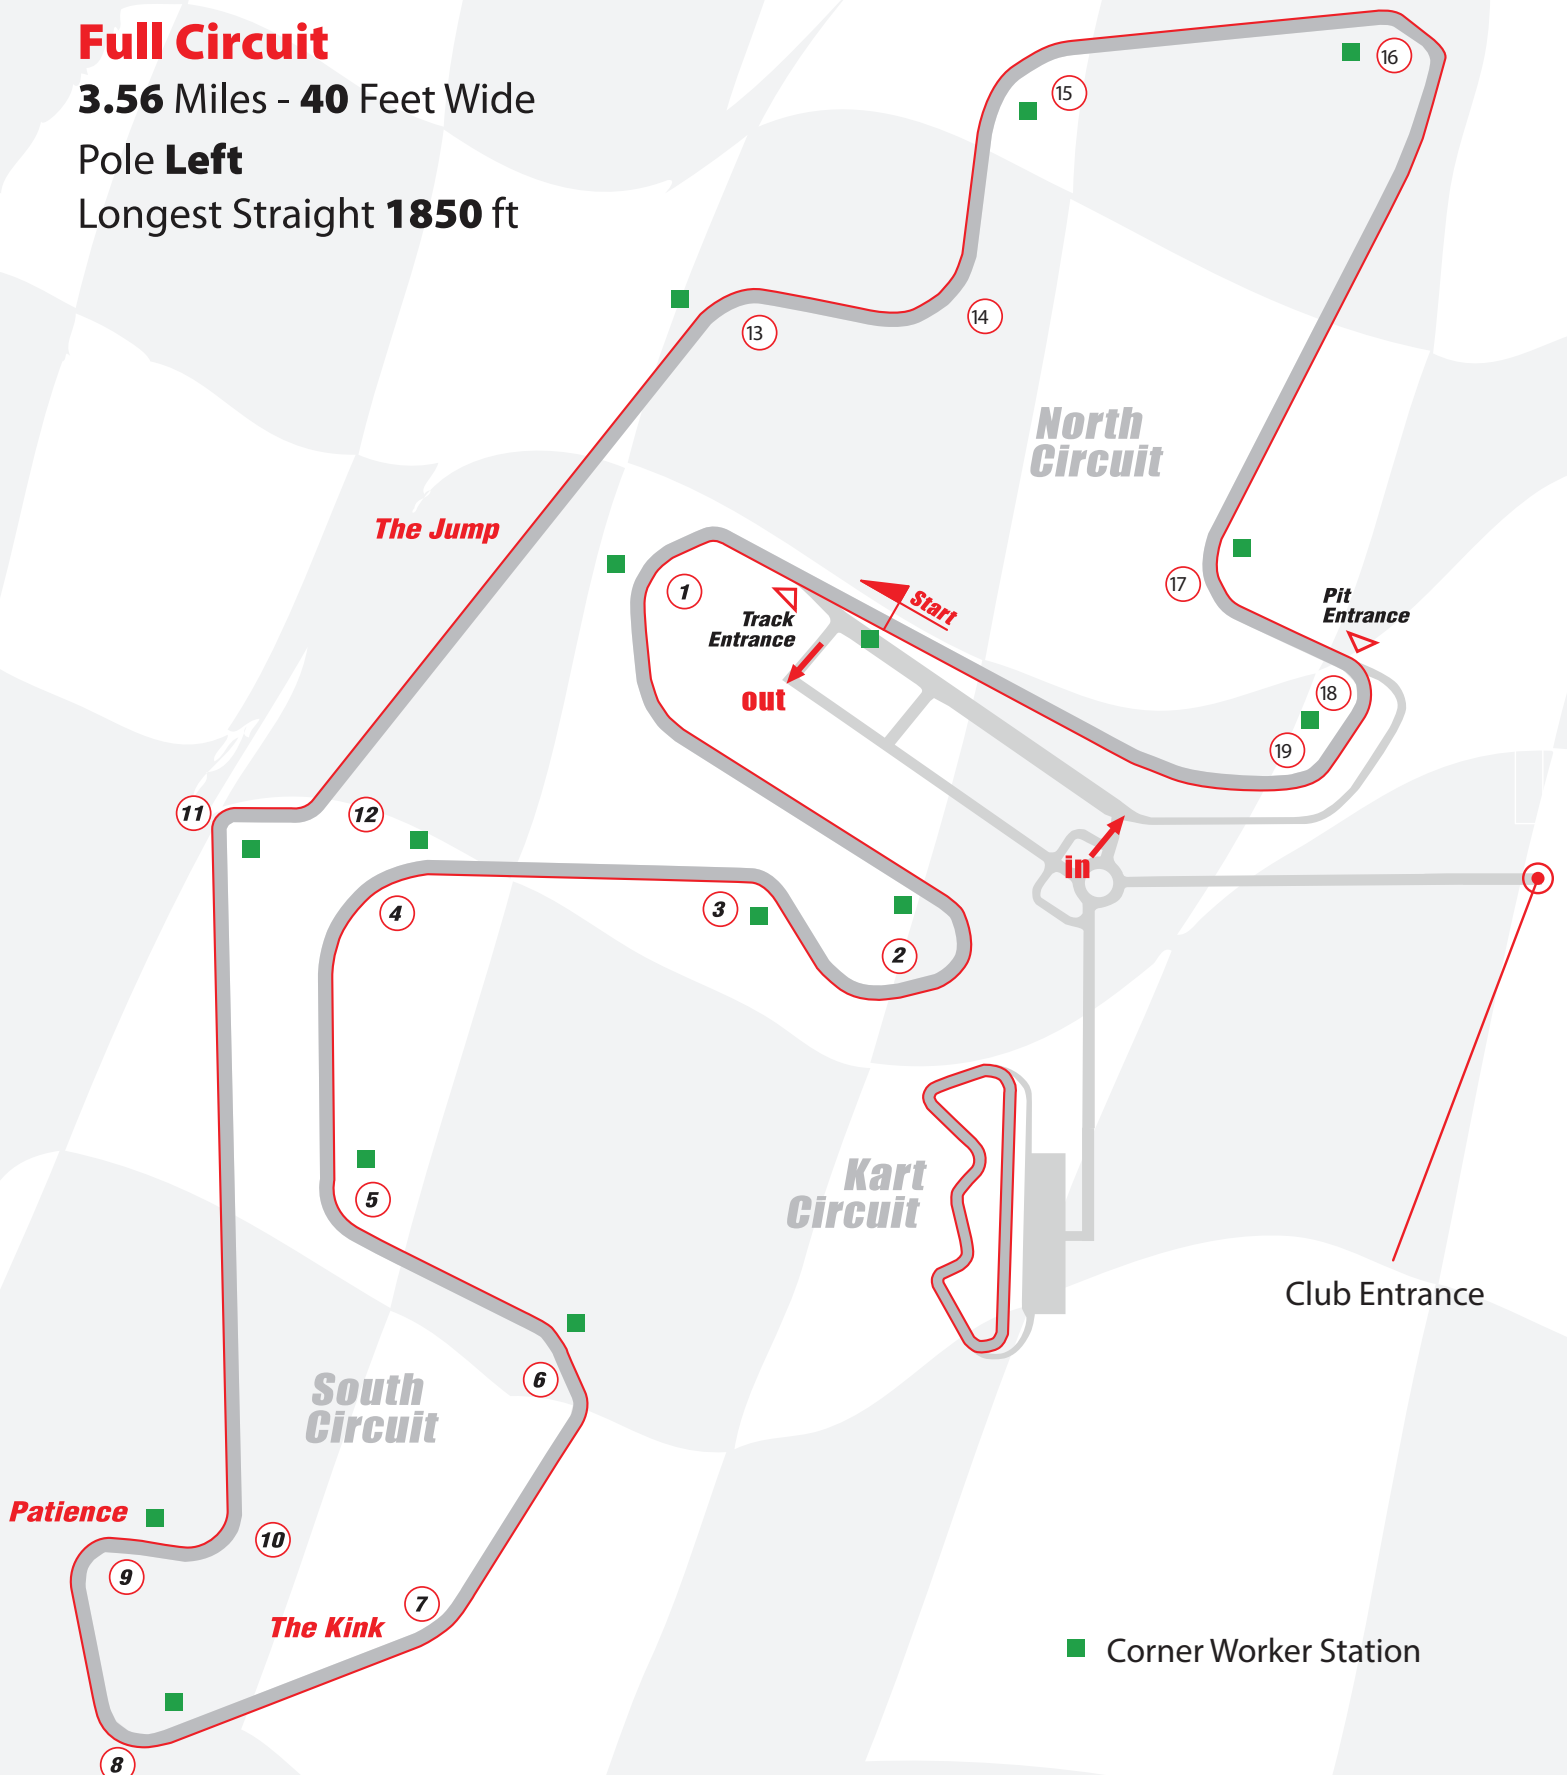 Full Circuit
3.56 Miles - 40 Feet Wide
Pole Left
Longest Straight 1850 ft
16
15
14
13
North
Circuit
The Jump
17
1
Start
Track
Entrance
Pit
Entrance
out
18
19
11
12
in
4
3
2
5
Kart
Circuit
Club Entrance
6
South
Circuit
Patience
10
9
7
The Kink
Corner Worker Station
8